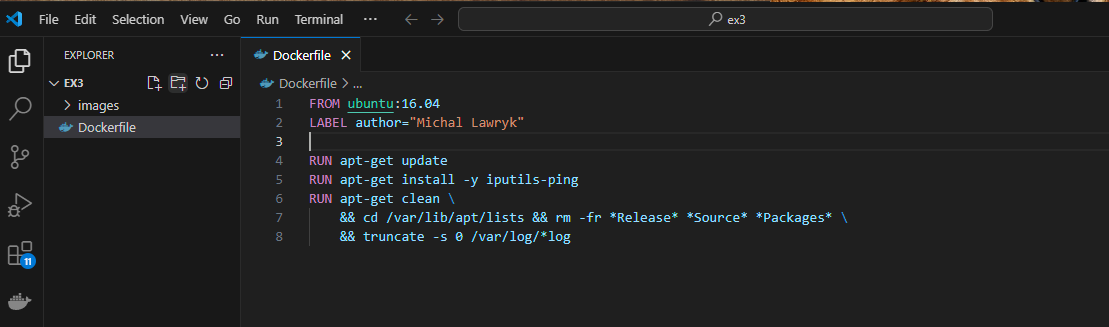 File Edit Selection View Go Run Terminal ··· ex3
EXPLORER ···
Dockerfile
EX3
Dockerfile > ...
images
Dockerfile
1 FROM ubuntu:16.04
2 LABEL author="Michal Lawryk"
3
4 RUN apt-get update
5 RUN apt-get install -y iputils-ping
6 RUN apt-get clean \
7 && cd /var/lib/apt/lists && rm -fr *Release* *Source* *Packages* \
8 && truncate -s 0 /var/log/*log
11